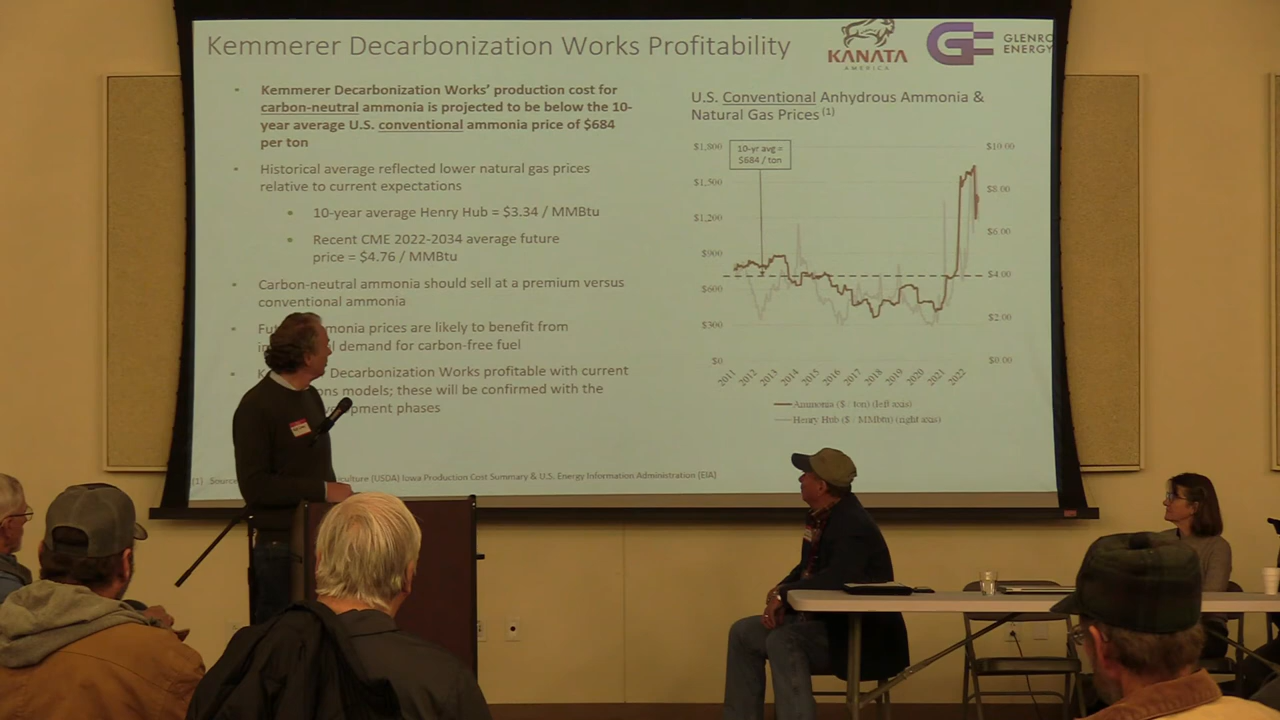 Kemmerer Decarbonization Works Profitability
KANATA
AMERICA
GLENRO
ENERGY
• Kemmerer Decarbonization Works’ production cost for
carbon-neutral ammonia is projected to be below the 10-
year average U.S. conventional ammonia price of $684
per ton
• Historical average reflected lower natural gas prices
relative to current expectations
• 10-year average Henry Hub = $3.34 / MMBtu
• Recent CME 2022-2034 average future
price = $4.76 / MMBtu
• Carbon-neutral ammonia should sell at a premium versus
conventional ammonia
• Fut monia prices are likely to benefit from
l demand for carbon-free fuel
• K Decarbonization Works profitable with current
ons models; these will be confirmed with the
opment phases
(1) Source culture (USDA) Iowa Production Cost Summary & U.S. Energy Information Administration (EIA)
U.S. Conventional Anhydrous Ammonia &
Natural Gas Prices (1)
10-yr avg =
$684 / ton
$1,800
$1,500
$1,200
$900
$600
$300
$0
$10.00
$8.00
$6.00
$4.00
$2.00
$0.00
2011 2012 2013 2014 2015 2016 2017 2018 2019 2020 2021 2022
Ammonia ($ / ton) (left axis)
Henry Hub ($ / MMBtu) (right axis)